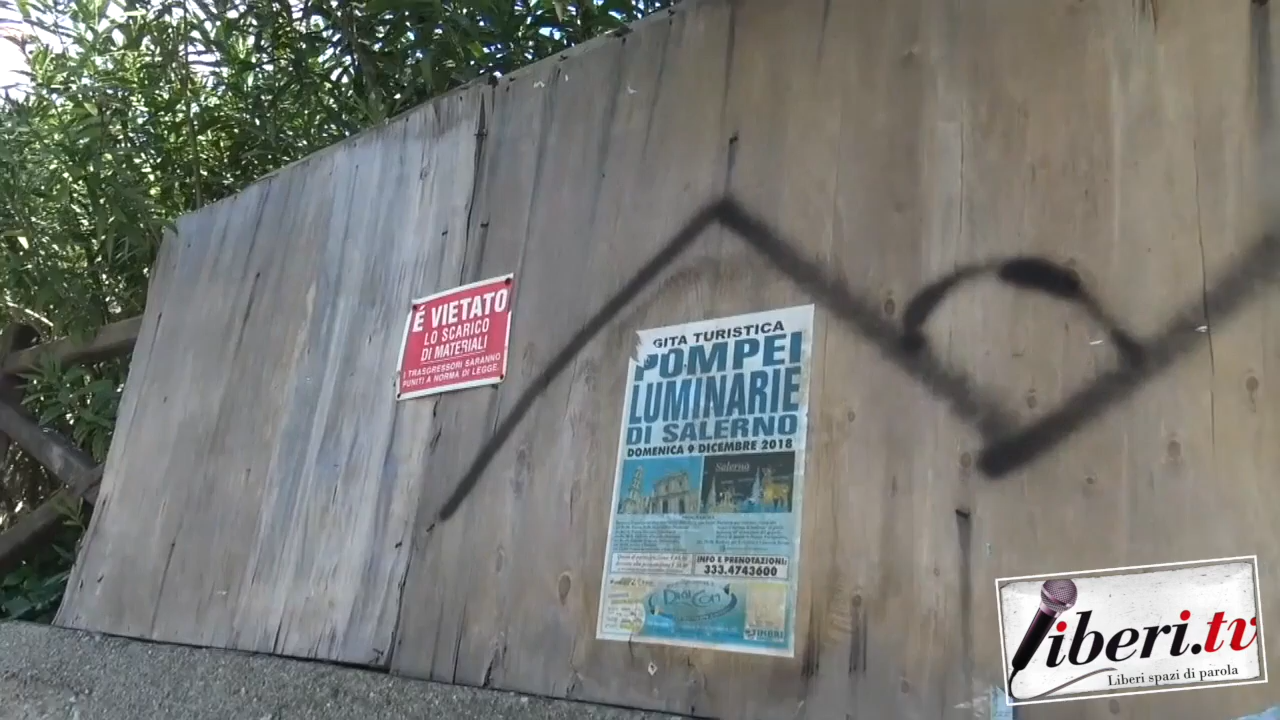 É VIETATO
LO SCARICO
DI MATERIALI
I TRASGRESSORI SARANNO
PUNITI A NORMA DI LEGGE.
GITA TURISTICA
POMPEI
LUMINARIE
DI SALERNO
DOMENICA 9 DICEMBRE 2018
Salerno
INFO E PRENOTAZIONI:
333.4743600
liberi.tv
Liberi spazi di parola